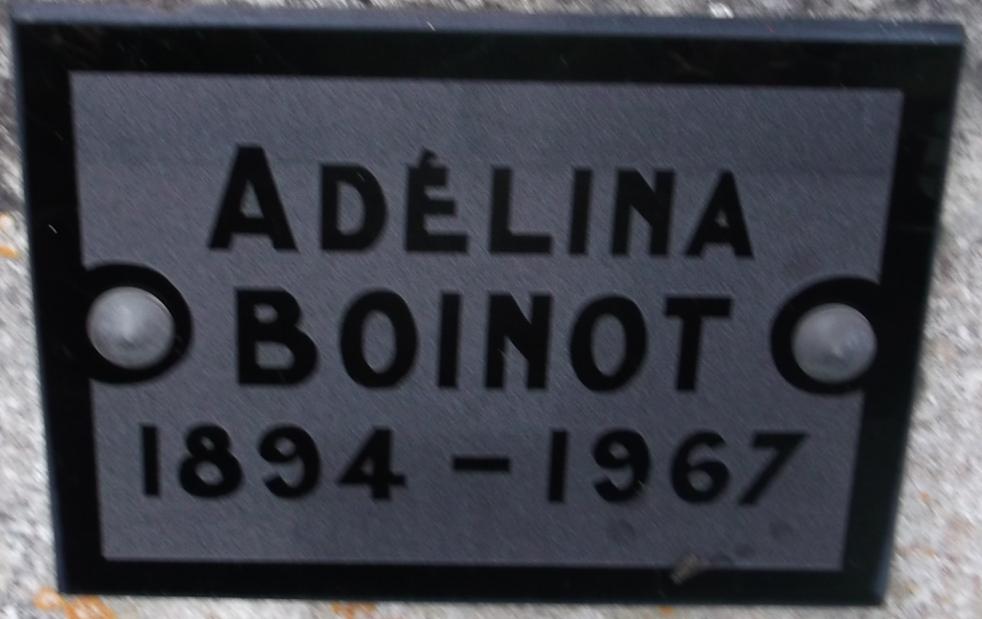 ADÉLINA
BOINOT
1894 - 1967